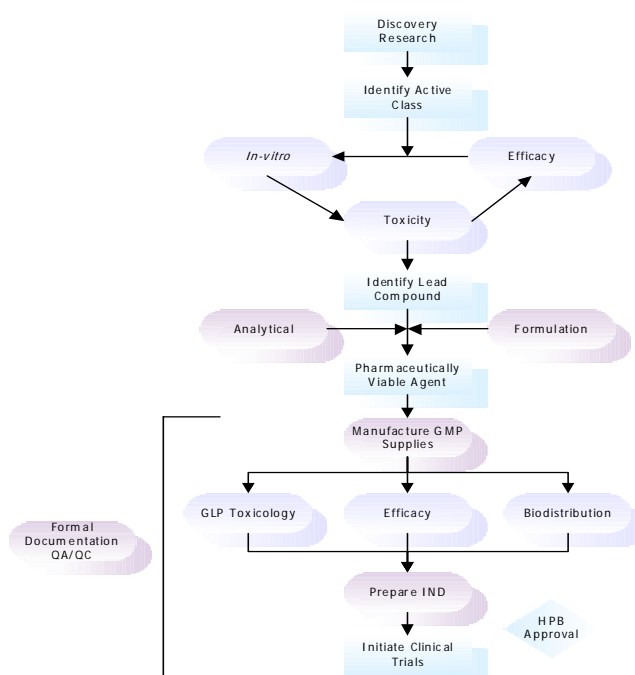 Discovery
Research
Identify Active
Class
In-vitro
Efficacy
Toxicity
Identify Lead
Compound
Analytical
Formulation
Pharmaceutically
Viable Agent
Manufacture GMP
Supplies
GLP Toxicology
Efficacy
Biodistribution
Formal
Documentation
QA/QC
Prepare IND
HPB
Approval
Initiate Clinical
Trials